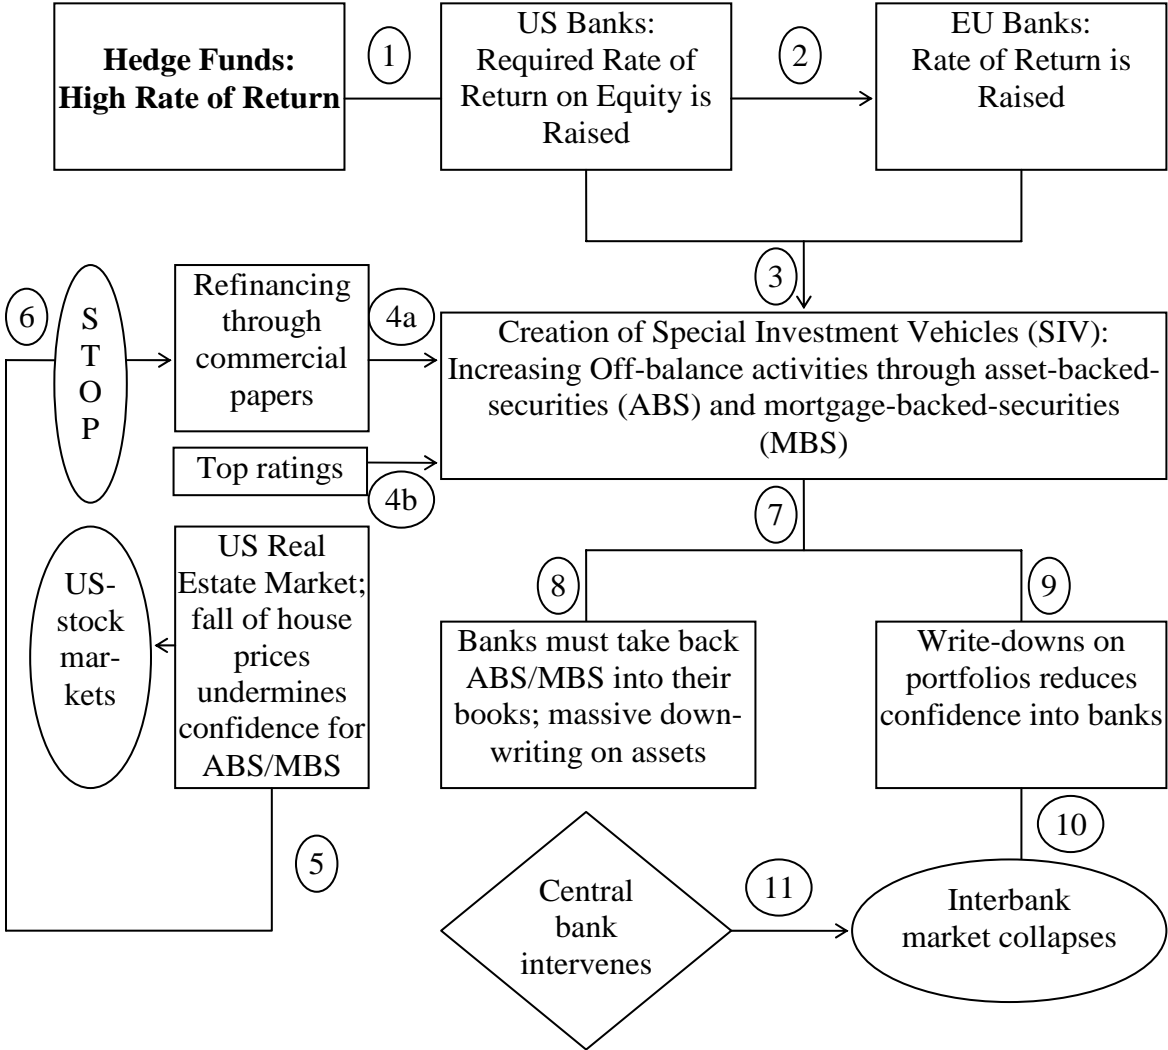 Hedge Funds:
High Rate of Return
1
US Banks:
Required Rate of
Return on Equity is
Raised
2
EU Banks:
Rate of Return is
Raised
3
6
S
T
O
P
Refinancing
through
commercial
papers
4a
Creation of Special Investment Vehicles (SIV):
Increasing Off-balance activities through asset-backed-
securities (ABS) and mortgage-backed-securities
(MBS)
Top ratings
4b
7
US-
stock
mar-
kets
US Real
Estate Market;
fall of house
prices
undermines
confidence for
ABS/MBS
8
9
Banks must take back
ABS/MBS into their
books; massive down-
writing on assets
Write-downs on
portfolios reduces
confidence into banks
5
10
Central
bank
intervenes
11
Interbank
market collapses